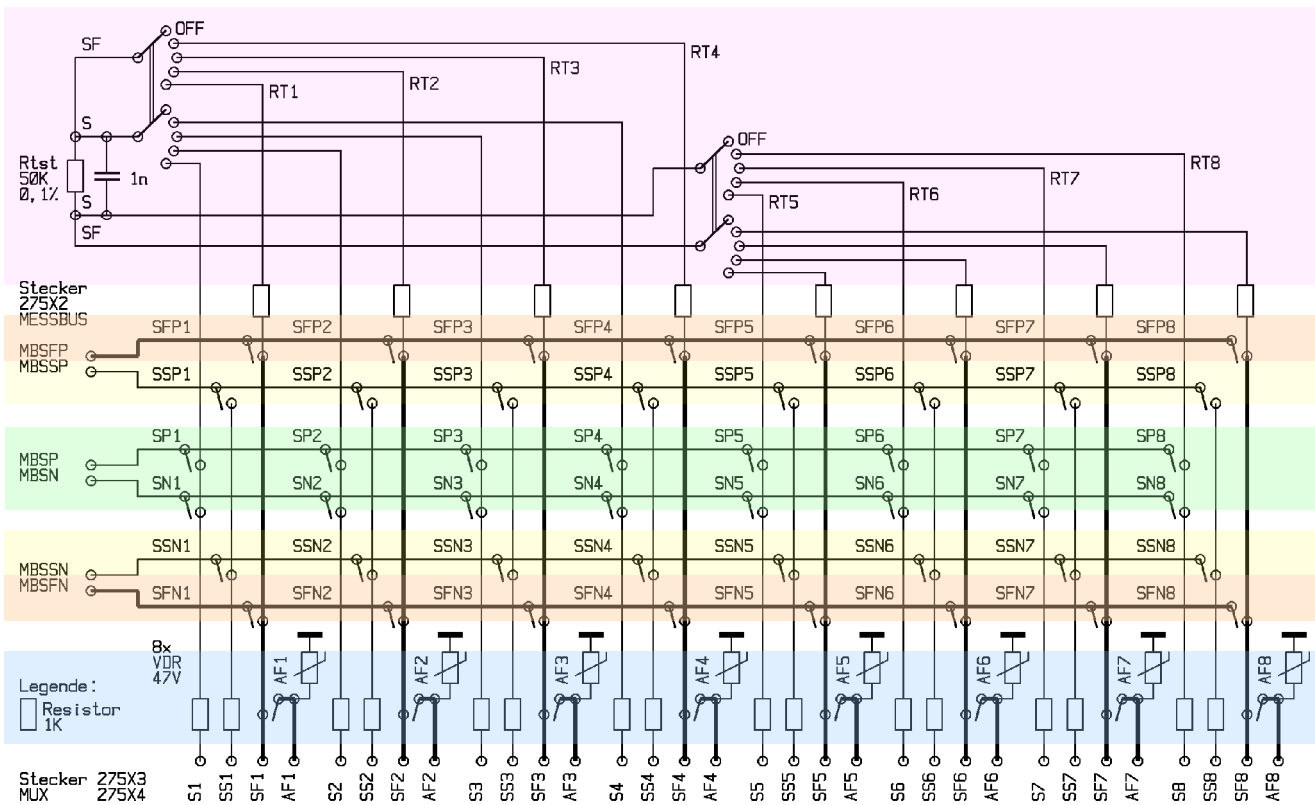 OFF
SF
RT4
RT3
RT2
RT1
S
OFF
Rtst
50K
0,1%
1n
RT8
RT7
RT6
RT5
S
SF
Stecker
275X2
MESSBUS
SFP1 SFP2 SFP3 SFP4 SFP5 SFP6 SFP7 SFP8
MBSFP
MBSSP
SSP1 SSP2 SSP3 SSP4 SSP5 SSP6 SSP7 SSP8
SP1 SP2 SP3 SP4 SP5 SP6 SP7 SP8
MBSP
MBSN
SN1 SN2 SN3 SN4 SN5 SN6 SN7 SN8
SSN1 SSN2 SSN3 SSN4 SSN5 SSN6 SSN7 SSN8
MBSSN
MBSFN
SFN1 SFN2 SFN3 SFN4 SFN5 SFN6 SFN7 SFN8
8x
VDR
47V
AF1 AF2 AF3 AF4 AF5 AF6 AF7 AF8
Legende:
Resistor
1K
Stecker 275X3
MUX 275X4
S1 SS1 SF1 AF1 S2 SS2 SF2 AF2 S3 SS3 SF3 AF3 S4 SS4 SF4 AF4 S5 SS5 SF5 AF5 S6 SS6 SF6 AF6 S7 SS7 SF7 AF7 S8 SS8 SF8 AF8